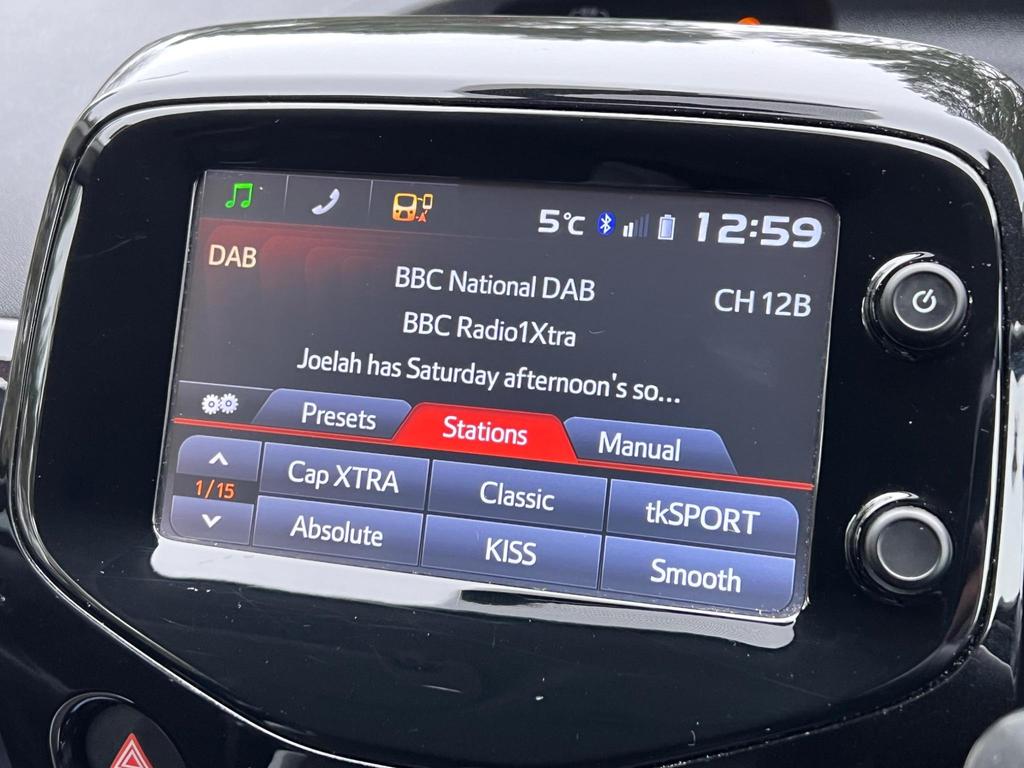 5°C 12:59
DAB
BBC National DAB
CH 12B
BBC Radio1Xtra
Joelah has Saturday afternoon's so...
Presets Stations Manual
1/15
Cap XTRA Classic tkSPORT
Absolute KISS Smooth